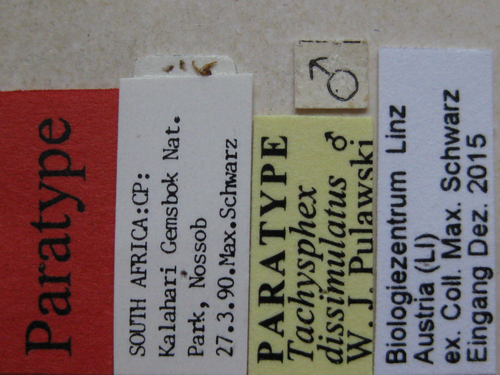 Paratype
SOUTH AFRICA:CP:
Kalahari Gemsbok Nat.
Park, Nossob
27.3.90.Max.Schwarz
♂
PARATYPE
Tachysphex
dissimulatus ♂
W. J. Pulawski
Biologiezentrum Linz
Austria (LI)
ex. Coll. Max. Schwarz
Eingang Dez. 2015